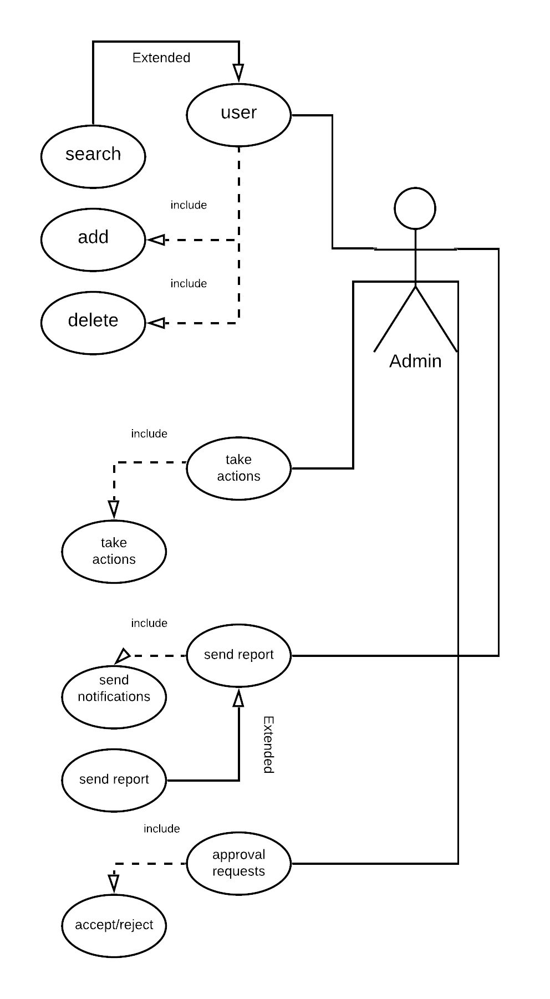 Extended
user
search
include
add
include
delete
Admin
include
take
actions
take
actions
include
send report
send
notifications
Extended
send report
include
approval
requests
accept/reject